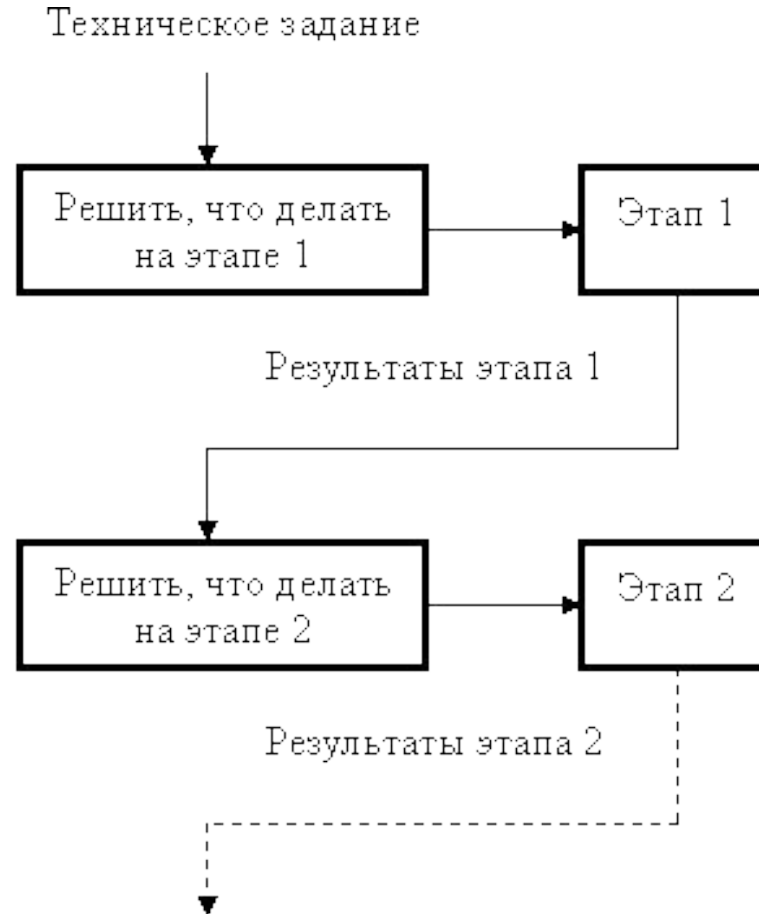 Техническое задание
Решить, что делать
на этапе 1
Этап 1
Результаты этапа 1
Решить, что делать
на этапе 2
Этап 2
Результаты этапа 2